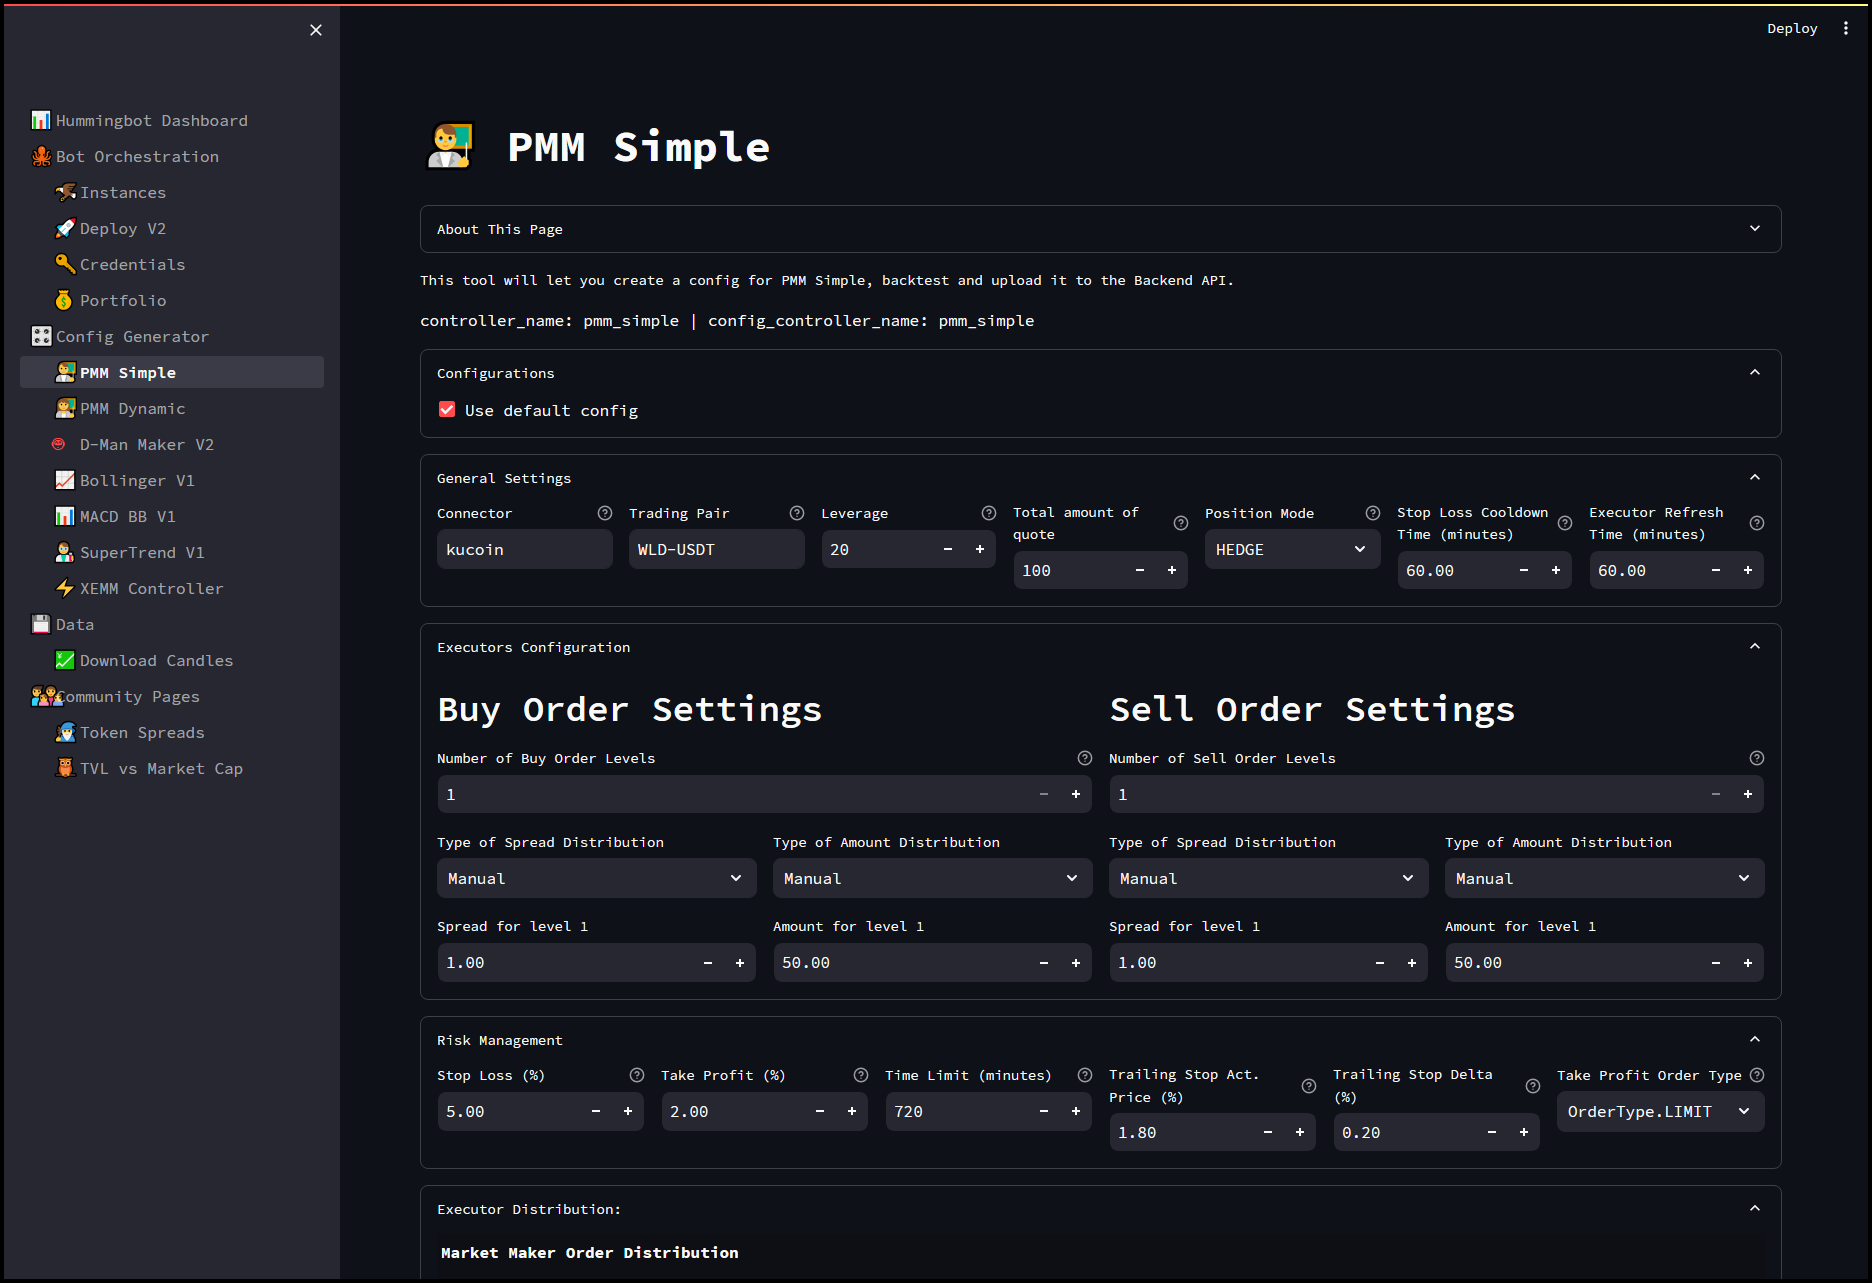 Deploy
Hummingbot Dashboard
Bot Orchestration
Instances
Deploy V2
Credentials
Portfolio
Config Generator
PMM Simple
PMM Dynamic
D-Man Maker V2
Bollinger V1
MACD BB V1
SuperTrend V1
XEMM Controller
Data
Download Candles
Community Pages
Token Spreads
TVL vs Market Cap
PMM Simple
About This Page
This tool will let you create a config for PMM Simple, backtest and upload it to the Backend API.
controller_name: pmm_simple | config_controller_name: pmm_simple
Configurations
Use default config
General Settings
Connector
kucoin
Trading Pair
WLD-USDT
Leverage
20
Total amount of
quote
100
Position Mode
HEDGE
Stop Loss Cooldown
Time (minutes)
60.00
Executor Refresh
Time (minutes)
60.00
Executors Configuration
Buy Order Settings
Number of Buy Order Levels
1
Type of Spread Distribution
Manual
Type of Amount Distribution
Manual
Spread for level 1
1.00
Amount for level 1
50.00
Sell Order Settings
Number of Sell Order Levels
1
Type of Spread Distribution
Manual
Type of Amount Distribution
Manual
Spread for level 1
1.00
Amount for level 1
50.00
Risk Management
Stop Loss (%)
5.00
Take Profit (%)
2.00
Time Limit (minutes)
720
Trailing Stop Act.
Price (%)
1.80
Trailing Stop Delta
(%)
0.20
Take Profit Order Type
OrderType.LIMIT
Executor Distribution:
Market Maker Order Distribution